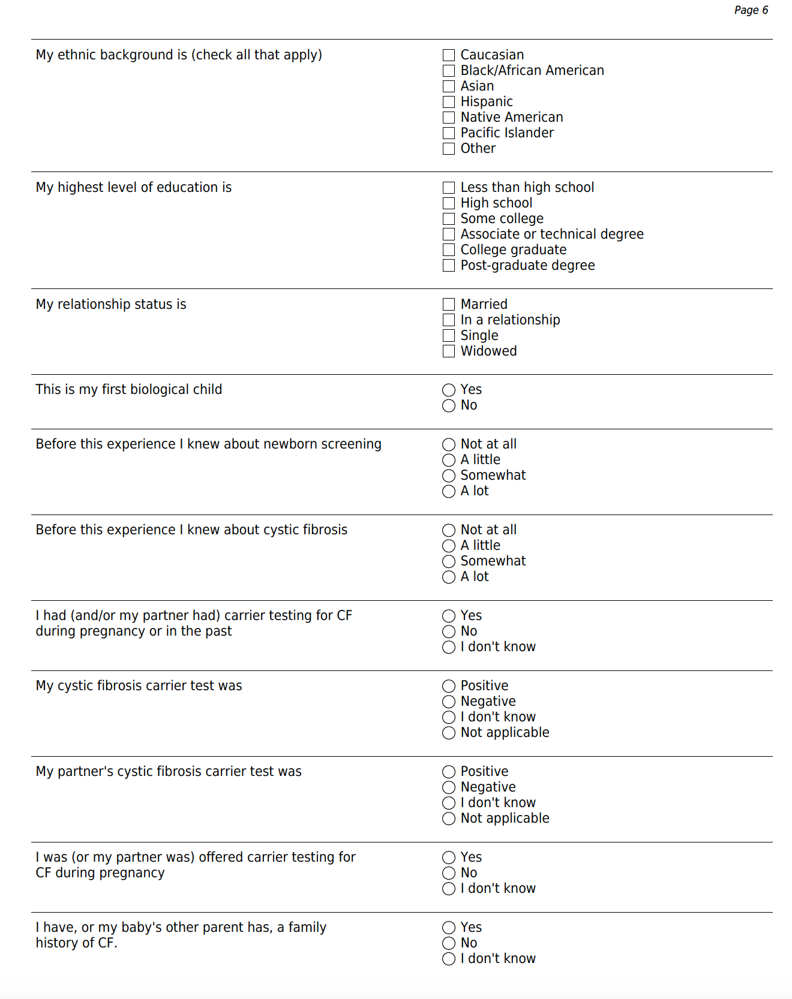 Page 6
My ethnic background is (check all that apply)
Caucasian
Black/African American
Asian
Hispanic
Native American
Pacific Islander
Other
My highest level of education is
Less than high school
High school
Some college
Associate or technical degree
College graduate
Post-graduate degree
My relationship status is
Married
In a relationship
Single
Widowed
This is my first biological child
Yes
No
Before this experience I knew about newborn screening
Not at all
A little
Somewhat
A lot
Before this experience I knew about cystic fibrosis
Not at all
A little
Somewhat
A lot
I had (and/or my partner had) carrier testing for CF
during pregnancy or in the past
Yes
No
I don't know
My cystic fibrosis carrier test was
Positive
Negative
I don't know
Not applicable
My partner's cystic fibrosis carrier test was
Positive
Negative
I don't know
Not applicable
I was (or my partner was) offered carrier testing for
CF during pregnancy
Yes
No
I don't know
I have, or my baby's other parent has, a family
history of CF.
Yes
No
I don't know